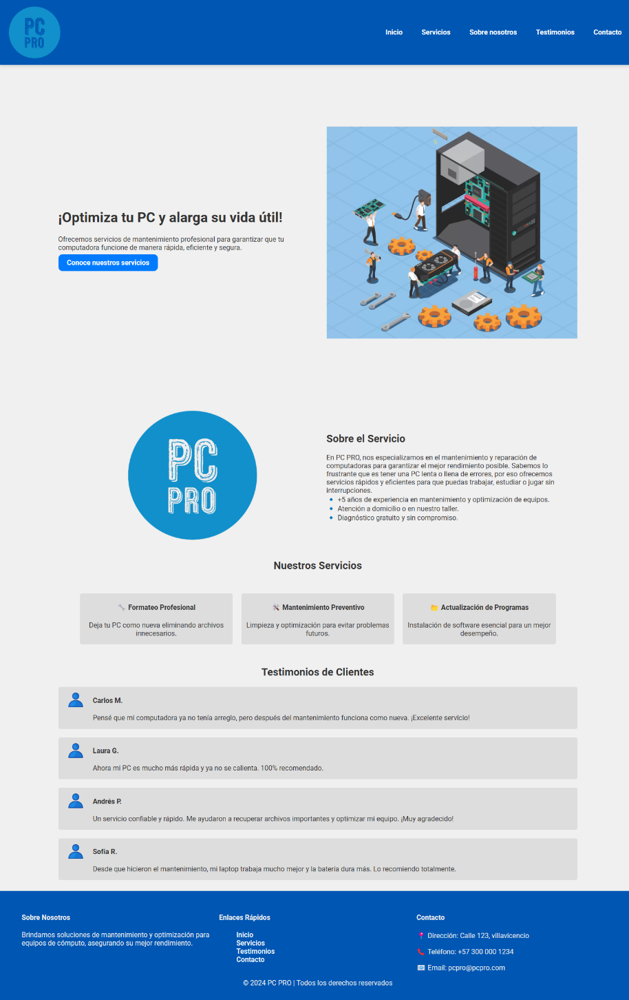 PC
PRO
Inicio
Servicios
Sobre nosotros
Testimonios
Contacto
¡Optimiza tu PC y alarga su vida útil!
Ofrecemos servicios de mantenimiento profesional para garantizar que tu
computadora funcione de manera rápida, eficiente y segura.
Conoce nuestros servicios
PC
PRO
Sobre el Servicio
En PC PRO, nos especializamos en el mantenimiento y reparación de
computadoras para garantizar el mejor rendimiento posible. Sabemos lo
frustrante que es tener una PC lenta o llena de errores, por eso ofrecemos
servicios rápidos y eficientes para que puedas trabajar, estudiar o jugar sin
interrupciones.
🔹 +5 años de experiencia en mantenimiento y optimización de equipos.
🔹 Atención a domicilio o en nuestro taller.
🔹 Diagnóstico gratuito y sin compromiso.
Nuestros Servicios
🔧 Formateo Profesional
Deja tu PC como nueva eliminando archivos
innecesarios.
🛠️ Mantenimiento Preventivo
Limpieza y optimización para evitar problemas
futuros.
📁 Actualización de Programas
Instalación de software esencial para un mejor
desempeño.
Testimonios de Clientes
Carlos M.
Pensé que mi computadora ya no tenía arreglo, pero después del mantenimiento funciona como nueva. ¡Excelente servicio!
Laura G.
Ahora mi PC es mucho más rápida y ya no se calienta. 100% recomendado.
Andrés P.
Un servicio confiable y rápido. Me ayudaron a recuperar archivos importantes y optimizar mi equipo. ¡Muy agradecido!
Sofía R.
Desde que hicieron el mantenimiento, mi laptop trabaja mucho mejor y la batería dura más. Lo recomiendo totalmente.
Sobre Nosotros
Brindamos soluciones de mantenimiento y optimización para
equipos de cómputo, asegurando su mejor rendimiento.
Enlaces Rápidos
Inicio
Servicios
Testimonios
Contacto
Contacto
📍 Dirección: Calle 123, villavicencio
📞 Teléfono: +57 300 000 1234
📧 Email: pcpro@pcpro.com
© 2024 PC PRO | Todos los derechos reservados